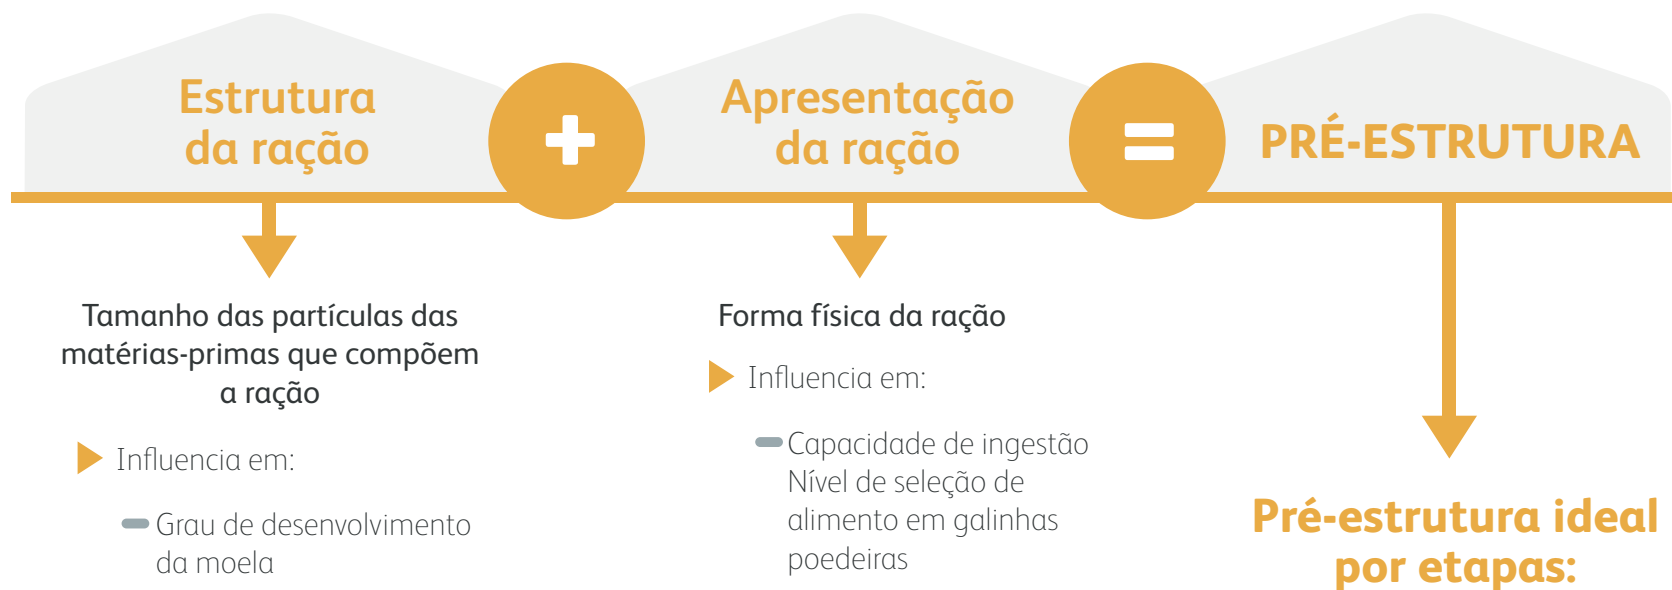 Estrutura
da ração
+
Apresentação
da ração
=
PRÉ-ESTRUTURA
Tamanho das partículas das
matérias-primas que compõem
a ração
Influencia em:
Grau de desenvolvimento
da moela
Forma física da ração
Influencia em:
Capacidade de ingestão
Nível de seleção de
alimento em galinhas
poedeiras
Pré-estrutura ideal
por etapas: